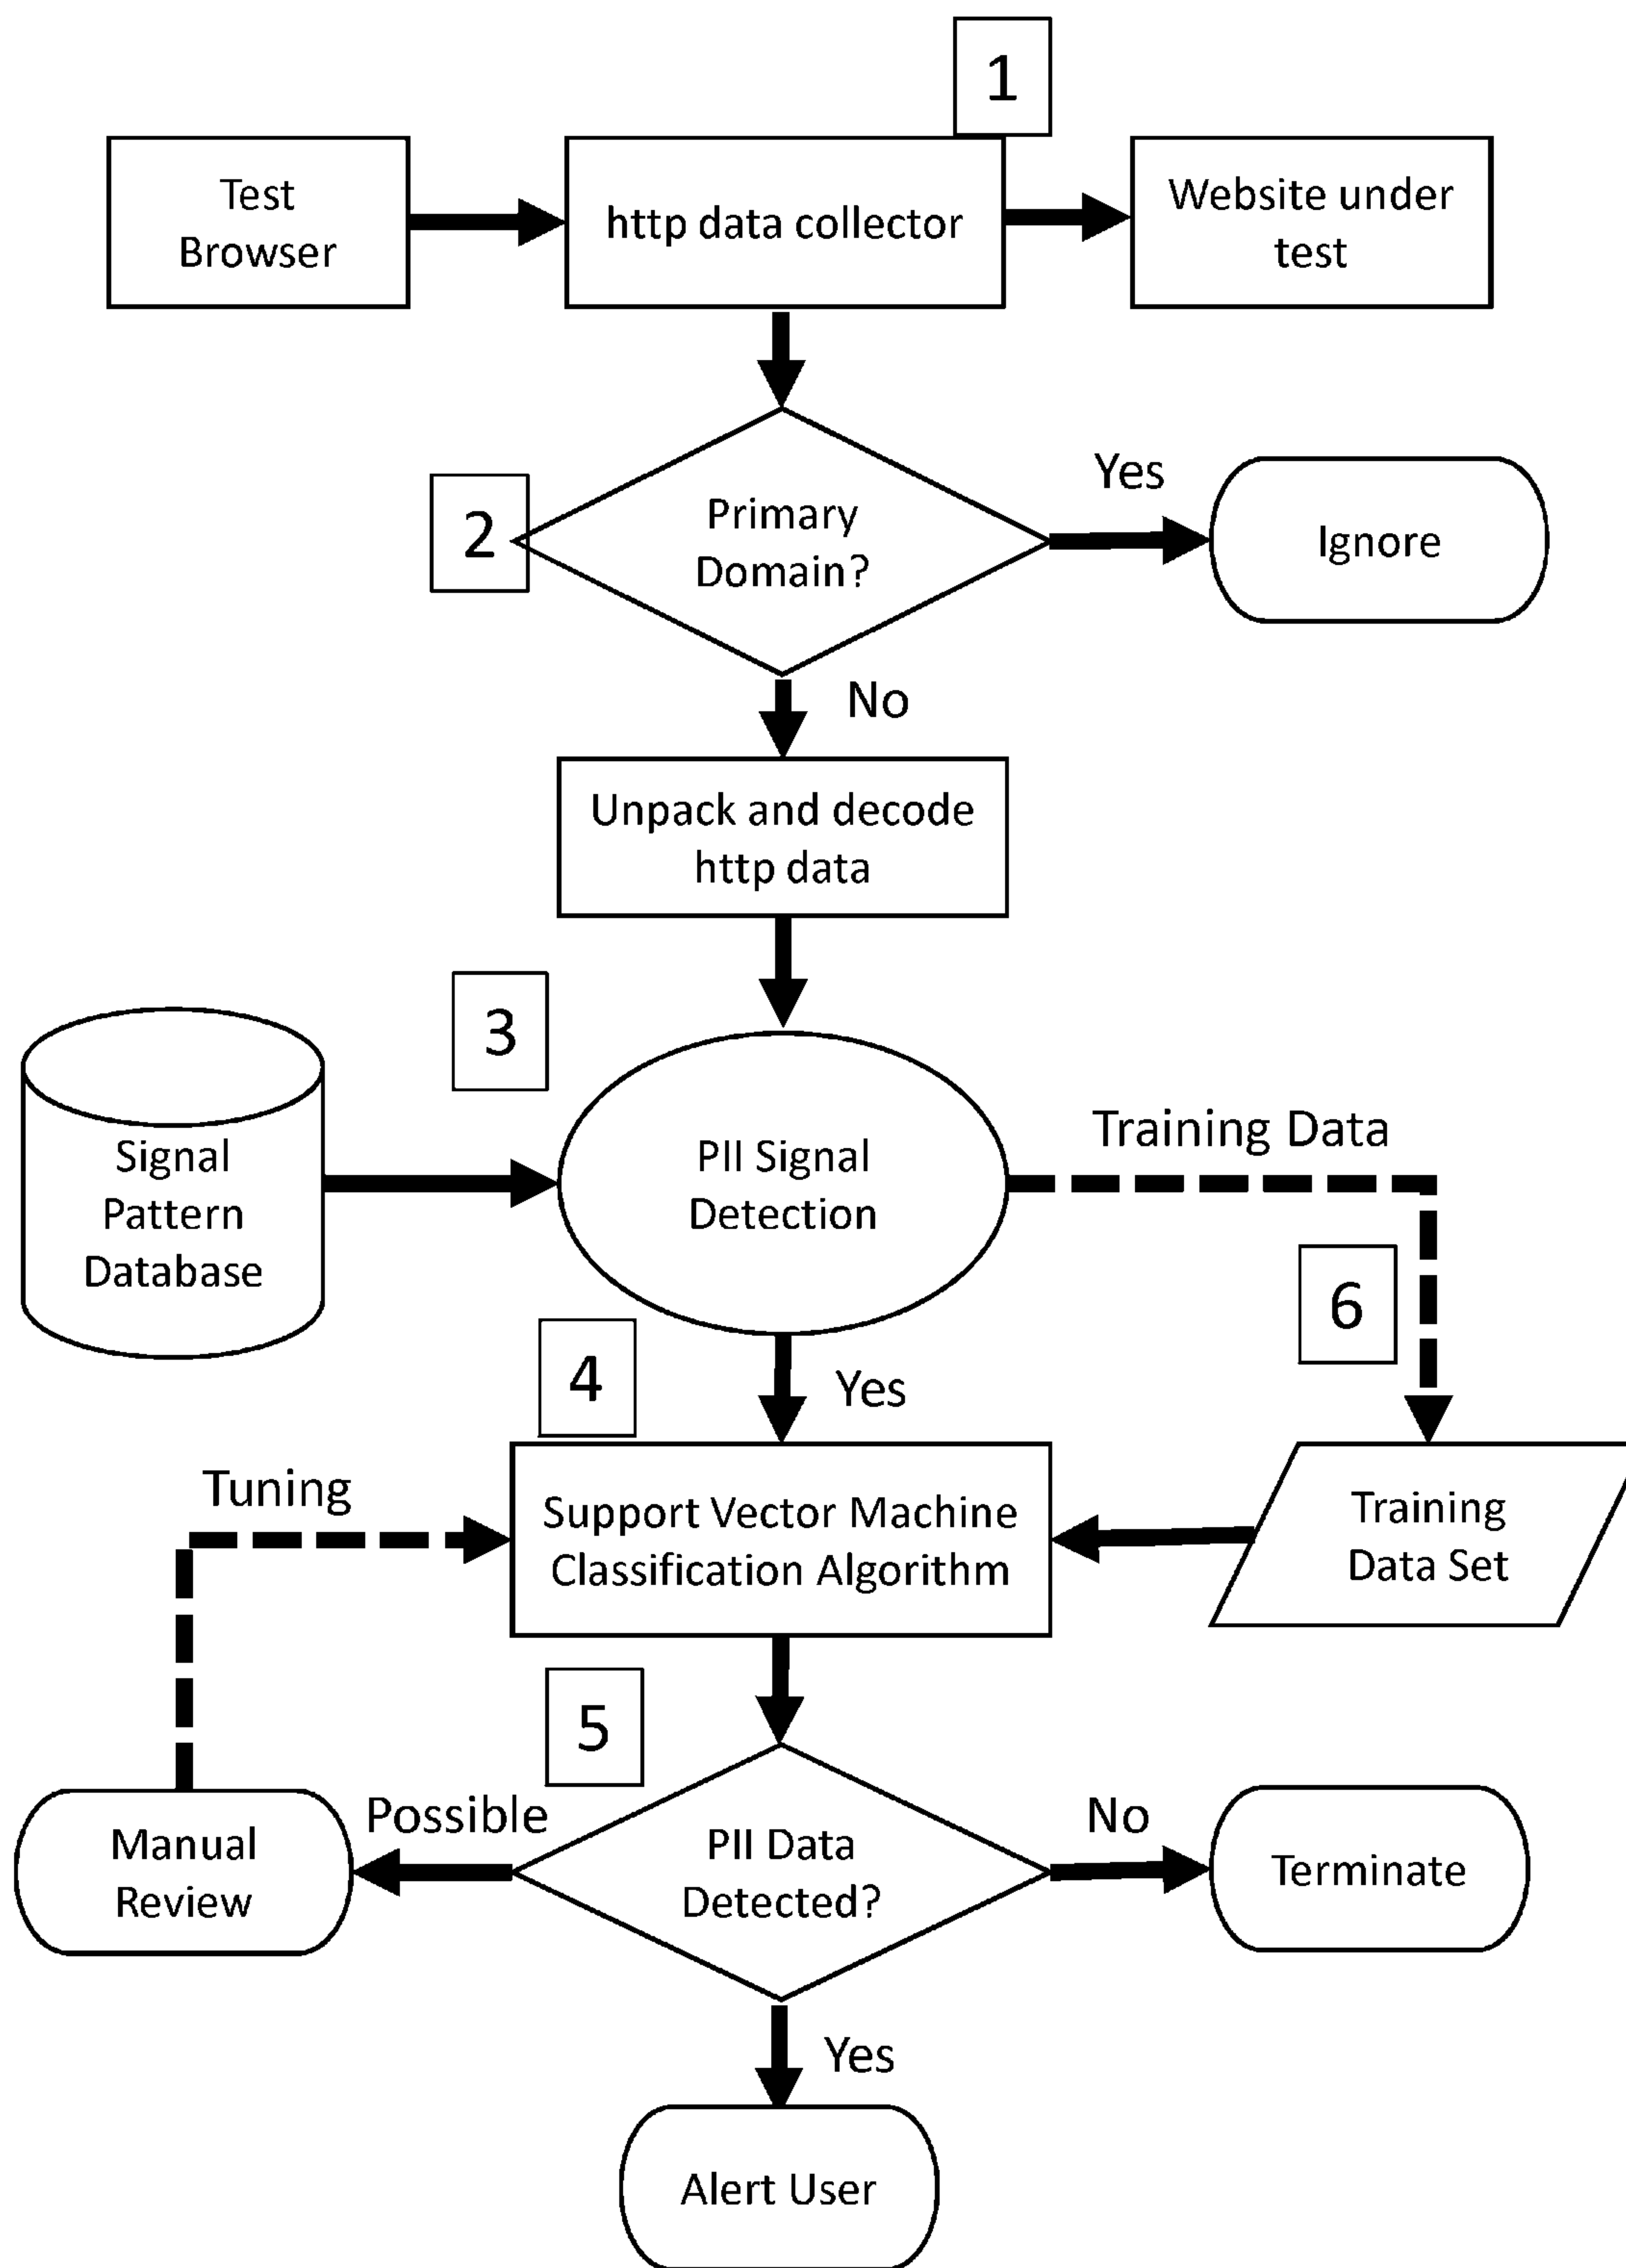 1
Test
Browser
http data collector
Website under
test
2
Primary
Domain?
Yes
Ignore
No
Unpack and decode
http data
3
Signal
Pattern
Database
PII Signal
Detection
Training Data
6
4
Yes
Tuning
Support Vector Machine
Classification Algorithm
Training
Data Set
5
Manual
Review
Possible
PII Data
Detected?
No
Terminate
Yes
Alert User